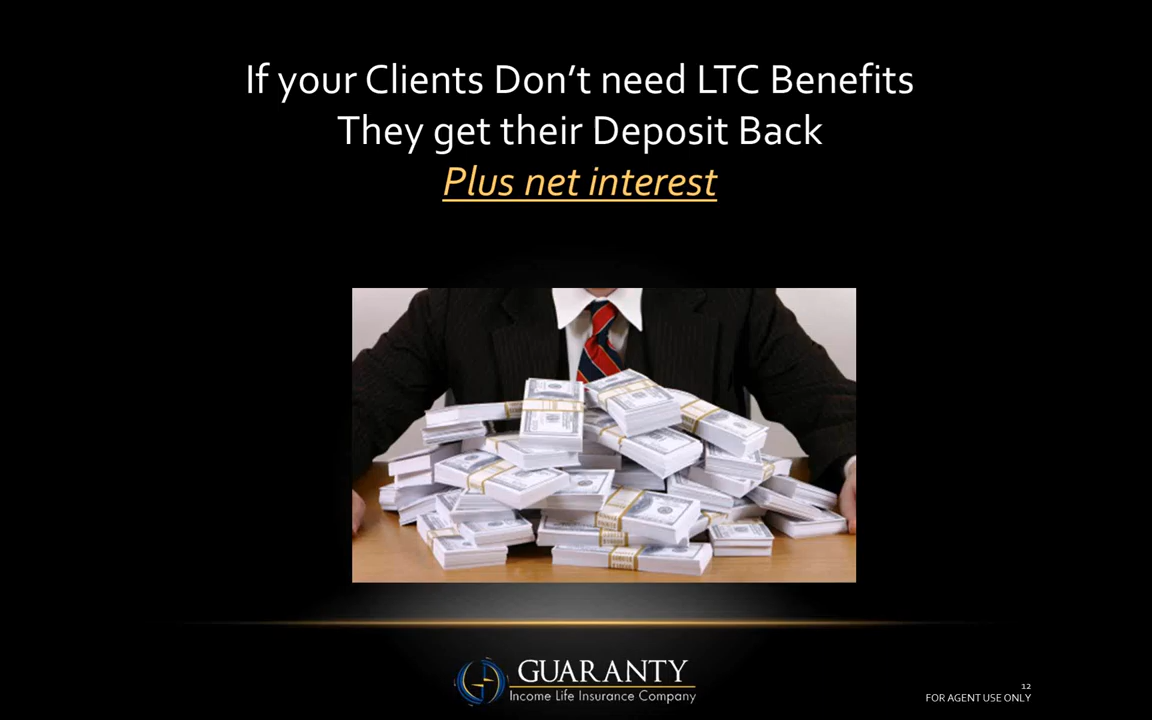 If your Clients Don’t need LTC Benefits
They get their Deposit Back
Plus net interest
GUARANTY
Income Life Insurance Company
12
FOR AGENT USE ONLY